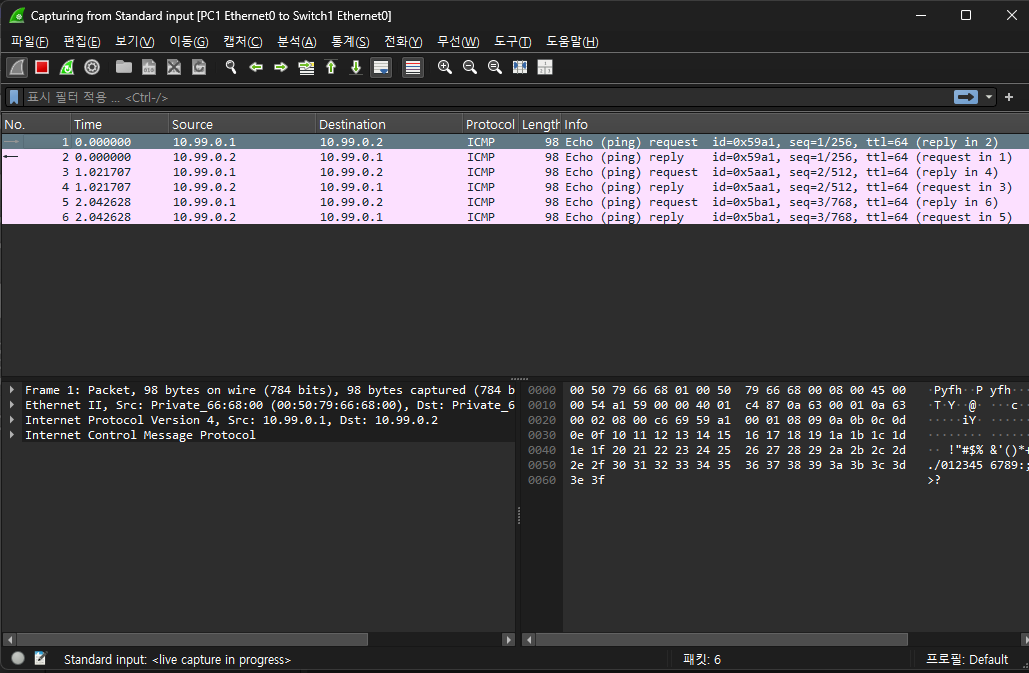 Capturing from Standard input [PC1 Ethernet0 to Switch1 Ethernet0]
파일(F) 편집(E) 보기(V) 이동(G) 캡처(C) 분석(A) 통계(S) 전화(Y) 무선(W) 도구(T) 도움말(H)
표시 필터 적용 … <Ctrl-/>
No. Time Source Destination Protocol Length Info
1 0.000000 10.99.0.1 10.99.0.2 ICMP 98 Echo (ping) request id=0x59a1, seq=1/256, ttl=64 (reply in 2)
2 0.000000 10.99.0.2 10.99.0.1 ICMP 98 Echo (ping) reply id=0x59a1, seq=1/256, ttl=64 (request in 1)
3 1.021707 10.99.0.1 10.99.0.2 ICMP 98 Echo (ping) request id=0x5aa1, seq=2/512, ttl=64 (reply in 4)
4 1.021707 10.99.0.2 10.99.0.1 ICMP 98 Echo (ping) reply id=0x5aa1, seq=2/512, ttl=64 (request in 3)
5 2.042628 10.99.0.1 10.99.0.2 ICMP 98 Echo (ping) request id=0x5ba1, seq=3/768, ttl=64 (reply in 6)
6 2.042628 10.99.0.2 10.99.0.1 ICMP 98 Echo (ping) reply id=0x5ba1, seq=3/768, ttl=64 (request in 5)
Frame 1: Packet, 98 bytes on wire (784 bits), 98 bytes captured (784 b
Ethernet II, Src: Private_66:68:00 (00:50:79:66:68:00), Dst: Private_6
Internet Protocol Version 4, Src: 10.99.0.1, Dst: 10.99.0.2
Internet Control Message Protocol
0000 00 50 79 66 68 01 00 50 79 66 68 00 08 00 45 00 ·Pyfh··P yfh···
0010 00 54 a1 59 00 00 40 01 c4 87 0a 63 00 01 0a 63 ·T·Y··@· ···c··
0020 00 02 08 00 c6 69 59 a1 00 01 08 09 0a 0b 0c 0d ·····iY· ·······
0030 0e 0f 10 11 12 13 14 15 16 17 18 19 1a 1b 1c 1d ········ ·······
0040 1e 1f 20 21 22 23 24 25 26 27 28 29 2a 2b 2c 2d ·· !"#$% &'()*+
0050 2e 2f 30 31 32 33 34 35 36 37 38 39 3a 3b 3c 3d ./012345 6789:;
0060 3e 3f >?
Standard input: <live capture in progress> 패킷: 6 프로필: Default